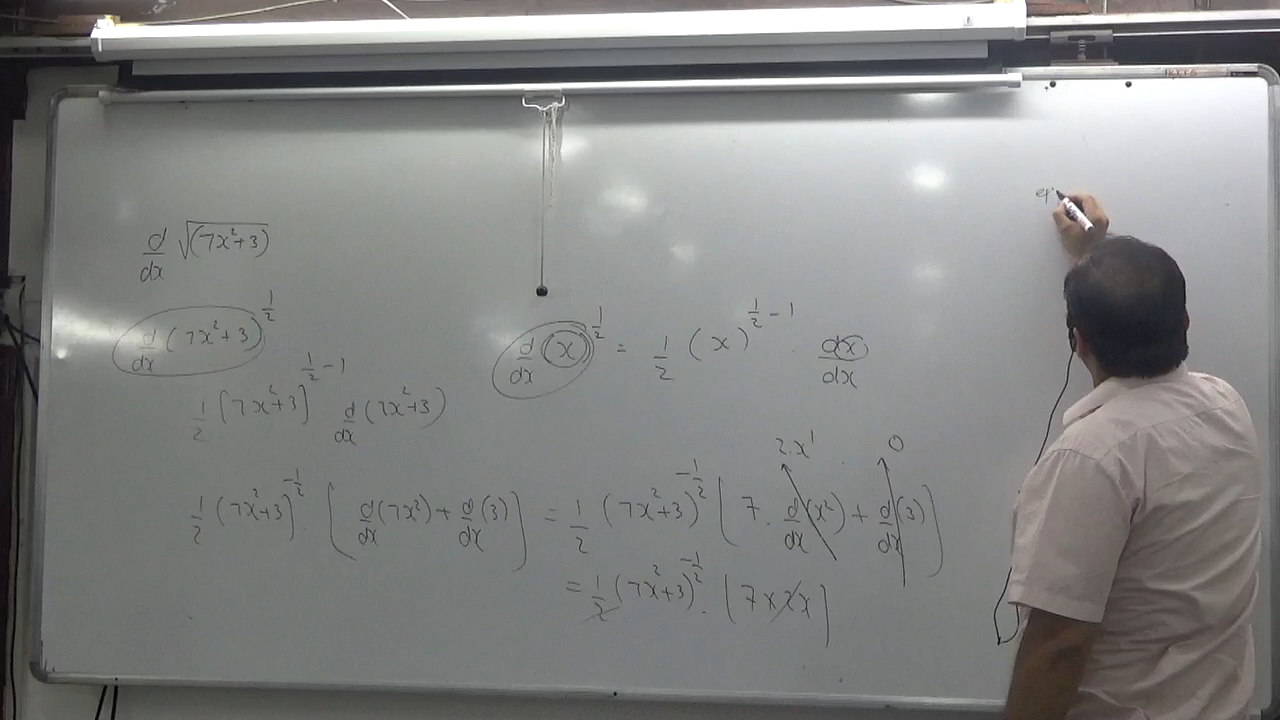 d/dx √(7x²+3)
d/dx (7x²+3)^(1/2)
1/2 (7x²+3)^(1/2 - 1) d/dx (7x²+3)
d/dx (x)^(1/2) = 1/2 (x)^(1/2 - 1) . dx/dx
2.x¹ 0
1/2 (7x²+3)^(-1/2) . [d/dx (7x²) + d/dx (3)] = 1/2 (7x²+3)^(-1/2) [7 . d/dx (x²) + d/dx (3)]
= 1/2 (7x²+3)^(-1/2) . [7×2x]